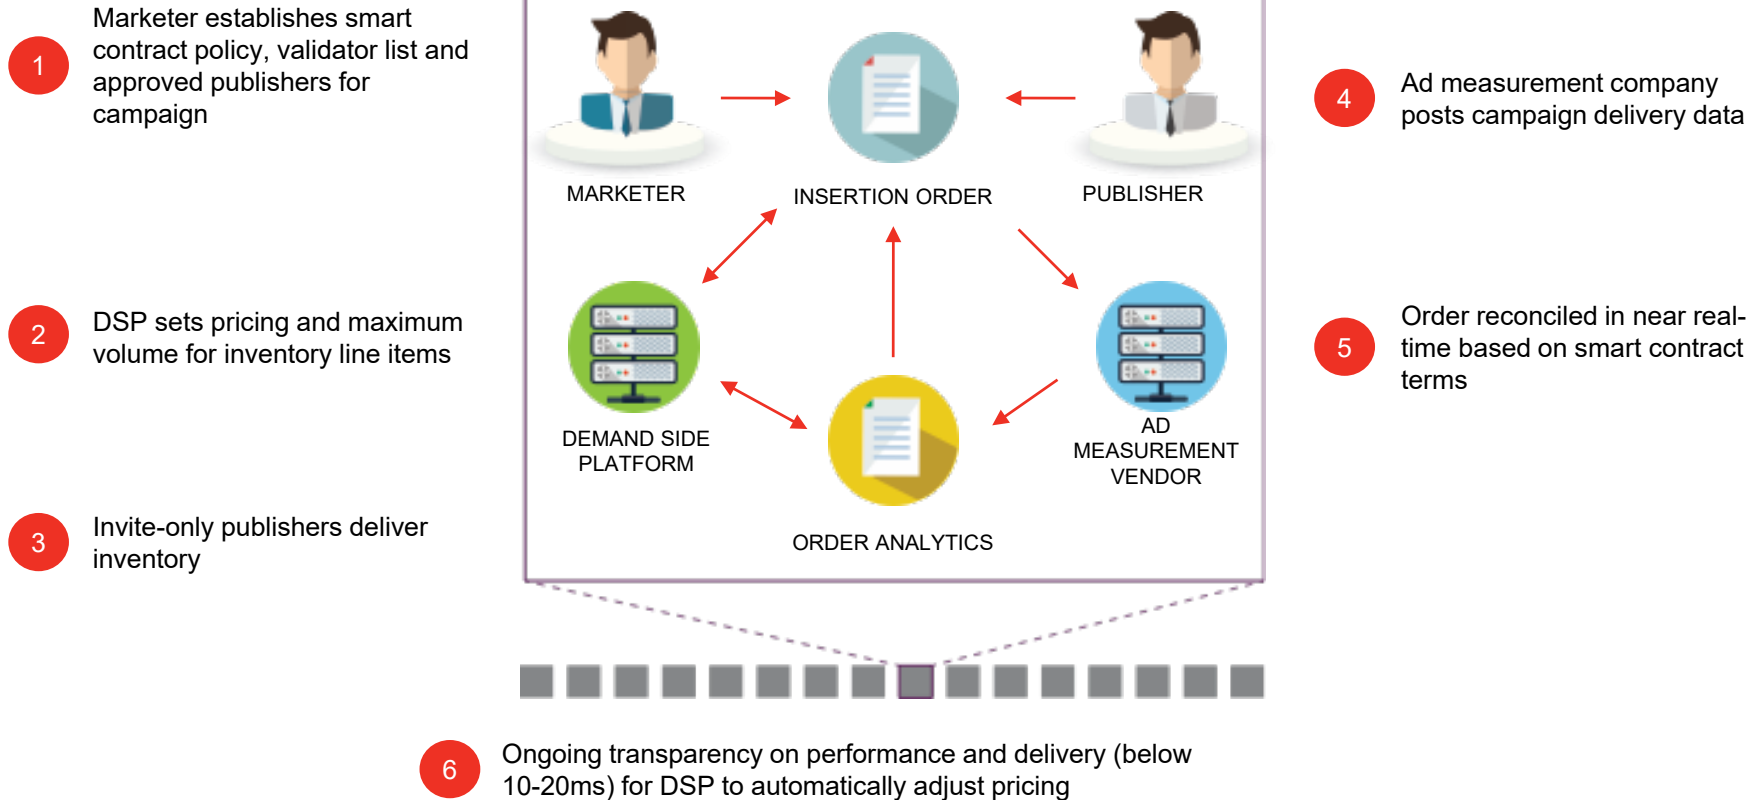 1
Marketer establishes smart
contract policy, validator list and
approved publishers for
campaign
2
DSP sets pricing and maximum
volume for inventory line items
3
Invite-only publishers deliver
inventory
MARKETER
INSERTION ORDER
PUBLISHER
DEMAND SIDE
PLATFORM
AD
MEASUREMENT
VENDOR
ORDER ANALYTICS
4
Ad measurement company
posts campaign delivery data
5
Order reconciled in near real-
time based on smart contract
terms
6
Ongoing transparency on performance and delivery (below
10-20ms) for DSP to automatically adjust pricing